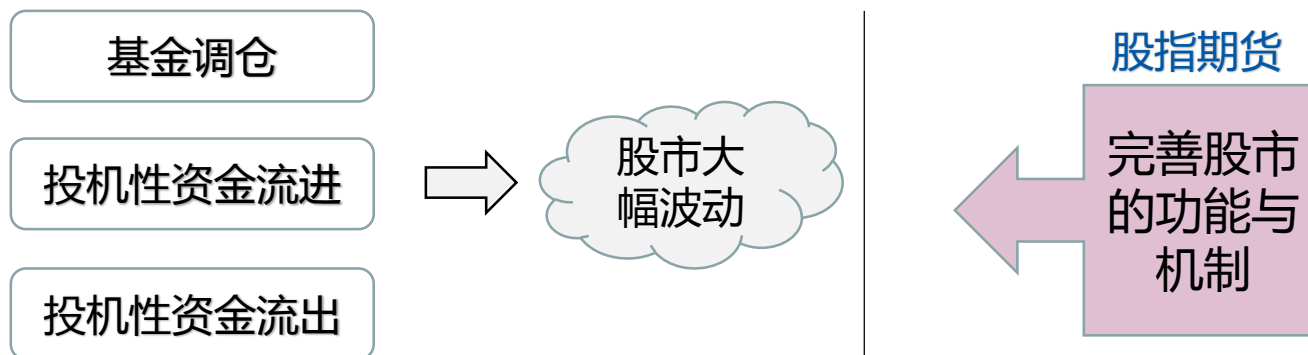 基金调仓
投机性资金流进
投机性资金流出
股市大
幅波动
股指期货
完善股市
的功能与
机制